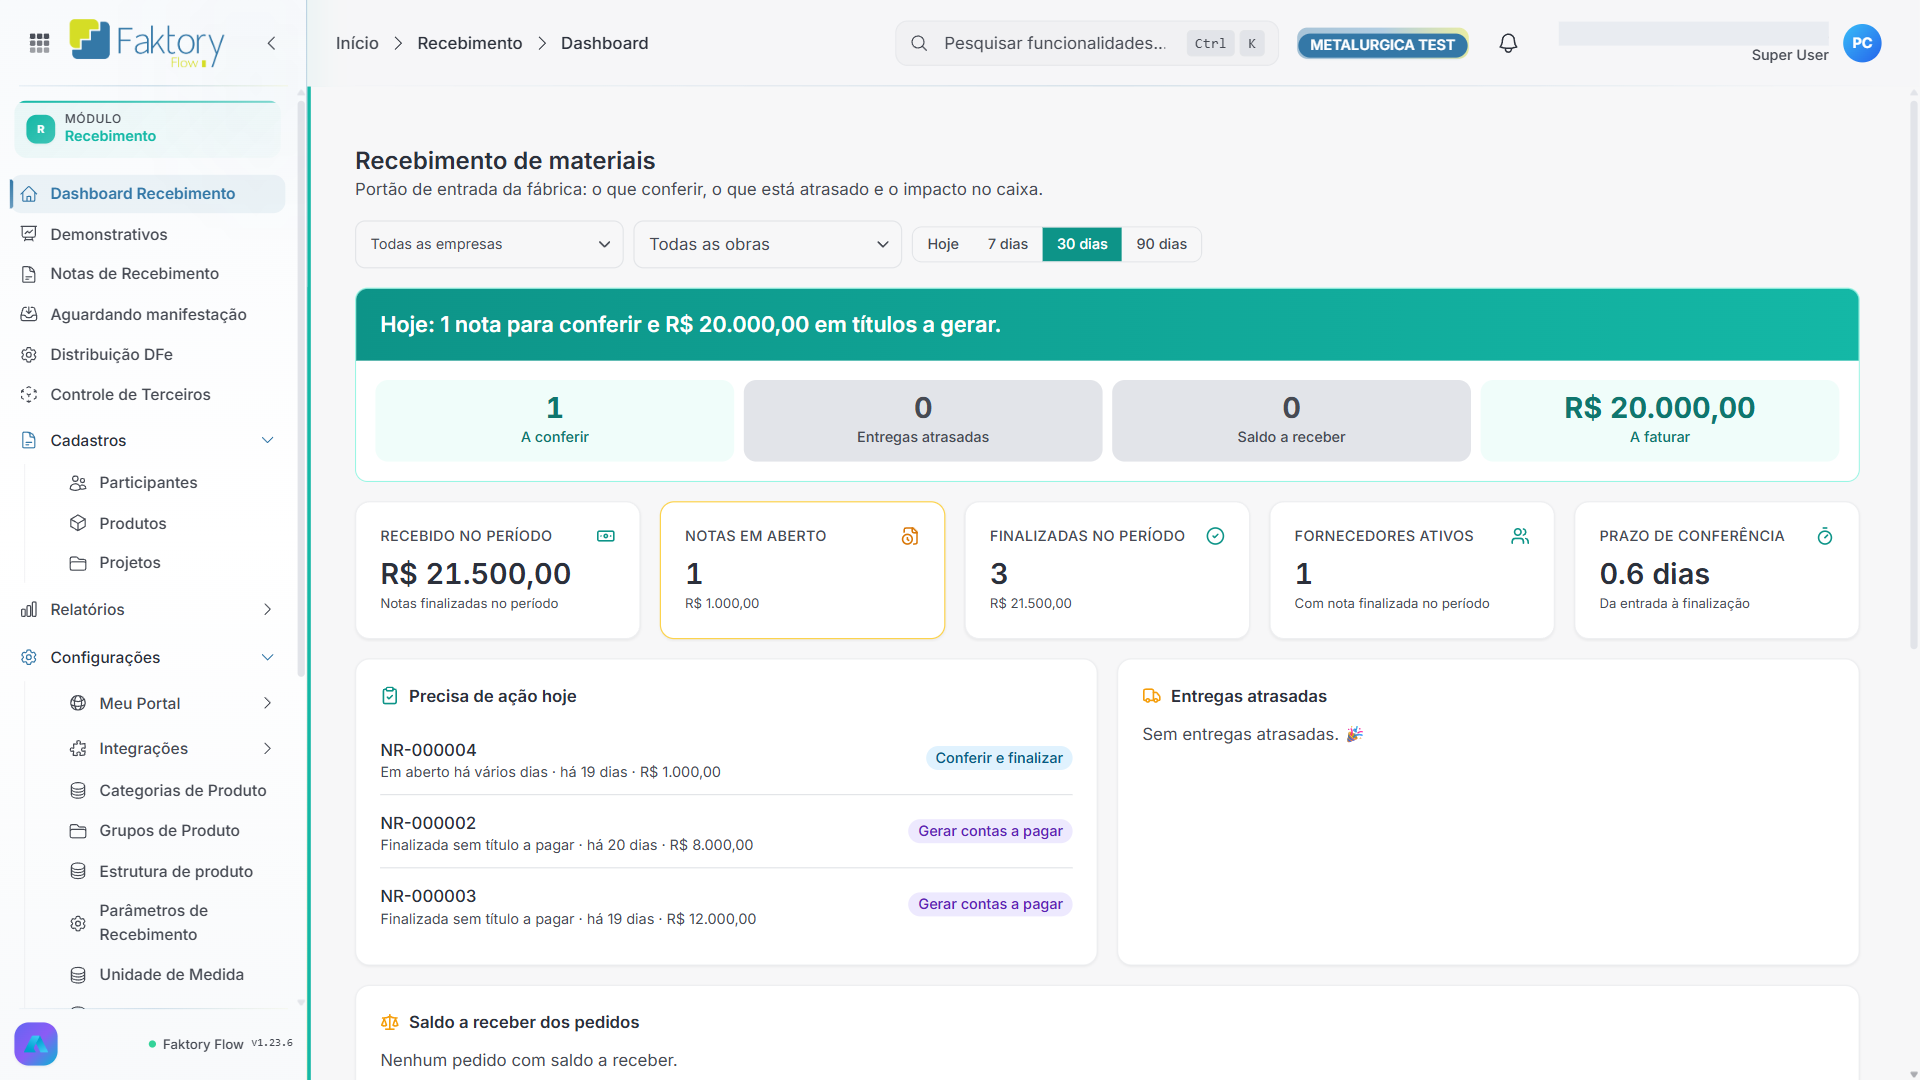 Faktory
Flow
Início > Recebimento > Dashboard
Pesquisar funcionalidades...
Ctrl K
METALURGICA TEST
Super User
PC
R
MÓDULO
Recebimento
Dashboard Recebimento
Demonstrativos
Notas de Recebimento
Aguardando manifestação
Distribuição DFe
Controle de Terceiros
Cadastros
Participantes
Produtos
Projetos
Relatórios
Configurações
Meu Portal
Integrações
Categorias de Produto
Grupos de Produto
Estrutura de produto
Parâmetros de
Recebimento
Unidade de Medida
Faktory Flow v1.23.6
Recebimento de materiais
Portão de entrada da fábrica: o que conferir, o que está atrasado e o impacto no caixa.
Todas as empresas
Todas as obras
Hoje 7 dias 30 dias 90 dias
Hoje: 1 nota para conferir e R$ 20.000,00 em títulos a gerar.
1
A conferir
0
Entregas atrasadas
0
Saldo a receber
R$ 20.000,00
A faturar
RECEBIDO NO PERÍODO
R$ 21.500,00
Notas finalizadas no período
NOTAS EM ABERTO
1
R$ 1.000,00
FINALIZADAS NO PERÍODO
3
R$ 21.500,00
FORNECEDORES ATIVOS
1
Com nota finalizada no período
PRAZO DE CONFERÊNCIA
0.6 dias
Da entrada à finalização
Precisa de ação hoje
NR-000004
Em aberto há vários dias · há 19 dias · R$ 1.000,00
Conferir e finalizar
NR-000002
Finalizada sem título a pagar · há 20 dias · R$ 8.000,00
Gerar contas a pagar
NR-000003
Finalizada sem título a pagar · há 19 dias · R$ 12.000,00
Gerar contas a pagar
Entregas atrasadas
Sem entregas atrasadas. 🎉
Saldo a receber dos pedidos
Nenhum pedido com saldo a receber.